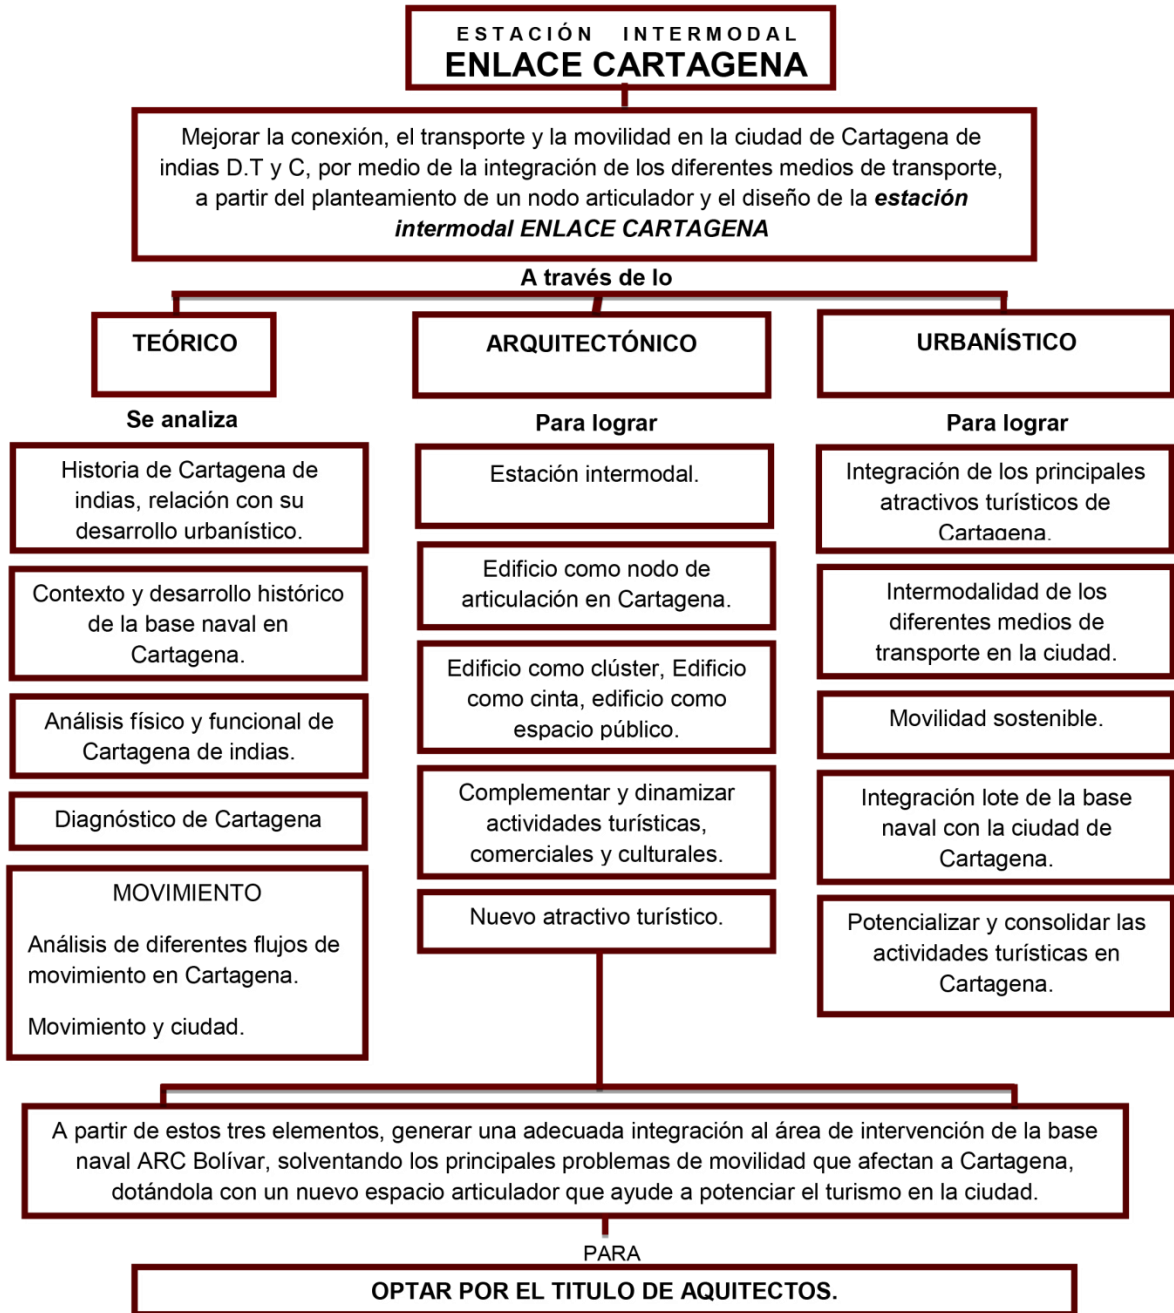 ESTACIÓN INTERMODAL
ENLACE CARTAGENA
Mejorar la conexión, el transporte y la movilidad en la ciudad de Cartagena de
indias D.T y C, por medio de la integración de los diferentes medios de transporte,
a partir del planteamiento de un nodo articulador y el diseño de la estación
intermodal ENLACE CARTAGENA
A través de lo
TEÓRICO
Se analiza
Historia de Cartagena de
indias, relación con su
desarrollo urbanístico.
Contexto y desarrollo histórico
de la base naval en
Cartagena.
Análisis físico y funcional de
Cartagena de indias.
Diagnóstico de Cartagena
MOVIMIENTO
Análisis de diferentes flujos de
movimiento en Cartagena.
Movimiento y ciudad.
ARQUITECTÓNICO
Para lograr
Estación intermodal.
Edificio como nodo de
articulación en Cartagena.
Edificio como clúster, Edificio
como cinta, edificio como
espacio público.
Complementar y dinamizar
actividades turísticas,
comerciales y culturales.
Nuevo atractivo turístico.
URBANÍSTICO
Para lograr
Integración de los principales
atractivos turísticos de
Cartagena.
Intermodalidad de los
diferentes medios de
transporte en la ciudad.
Movilidad sostenible.
Integración lote de la base
naval con la ciudad de
Cartagena.
Potencializar y consolidar las
actividades turísticas en
Cartagena.
A partir de estos tres elementos, generar una adecuada integración al área de intervención de la base
naval ARC Bolívar, solventando los principales problemas de movilidad que afectan a Cartagena,
dotándola con un nuevo espacio articulador que ayude a potenciar el turismo en la ciudad.
PARA
OPTAR POR EL TITULO DE AQUITECTOS.